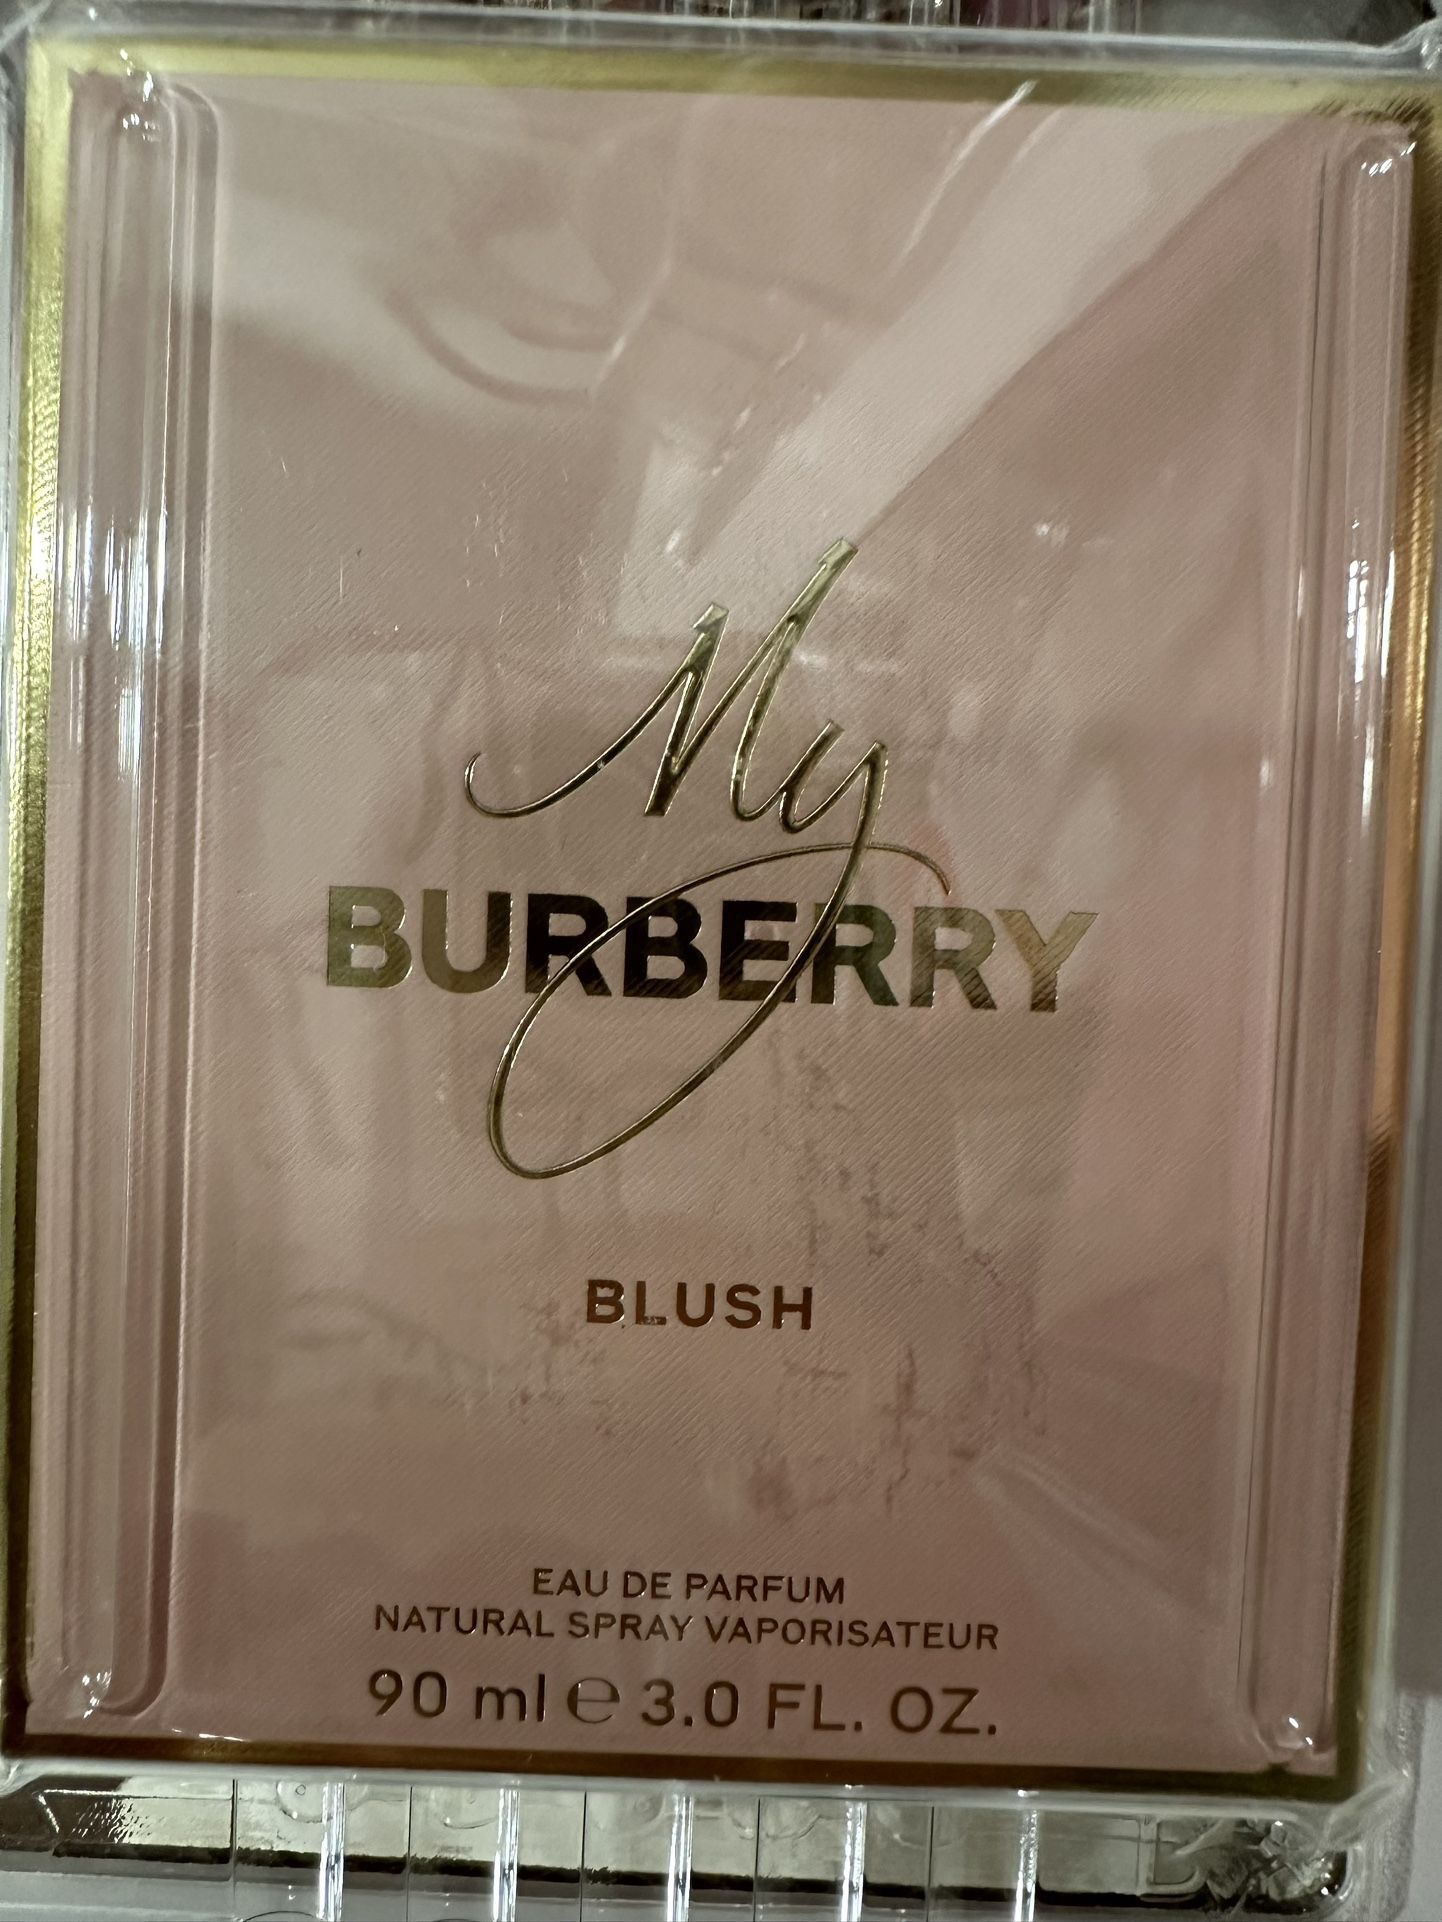 My
BURBERRY
BLUSH
EAU DE PARFUM
NATURAL SPRAY VAPORISATEUR
90 ml ℮ 3.0 FL. OZ.